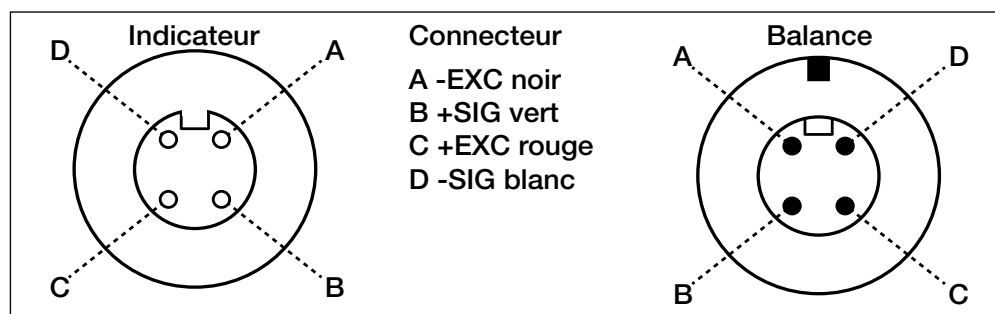 Indicateur
D
A
C
B
Connecteur
A -EXC noir
B +SIG vert
C +EXC rouge
D -SIG blanc
Balance
A
D
B
C